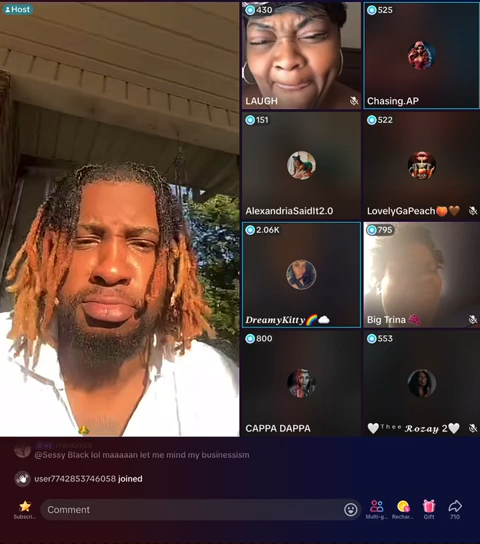 Host
430
LAUGH
525
Chasing.AP
151
AlexandriaSaidIt2.0
522
LovelyGaPeach🍑🤎
2.06K
DreamyKitty🌈☁️
795
Big Trina
800
CAPPA DAPPA
553
🤍ᵀʰᵉᵉ 𝓡𝓸𝔃𝓪𝔂 2🤍
@Sessy Black lol maaaaan let me mind my businessism
user7742853746058 joined
Subscri...
Comment
Multi-g...
Rechar...
Gift
710